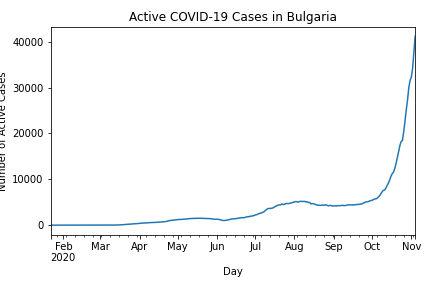 Active COVID-19 Cases in Bulgaria
Number of Active Cases
40000
30000
20000
10000
0
Feb Mar Apr May Jun Jul Aug Sep Oct Nov
2020
Day